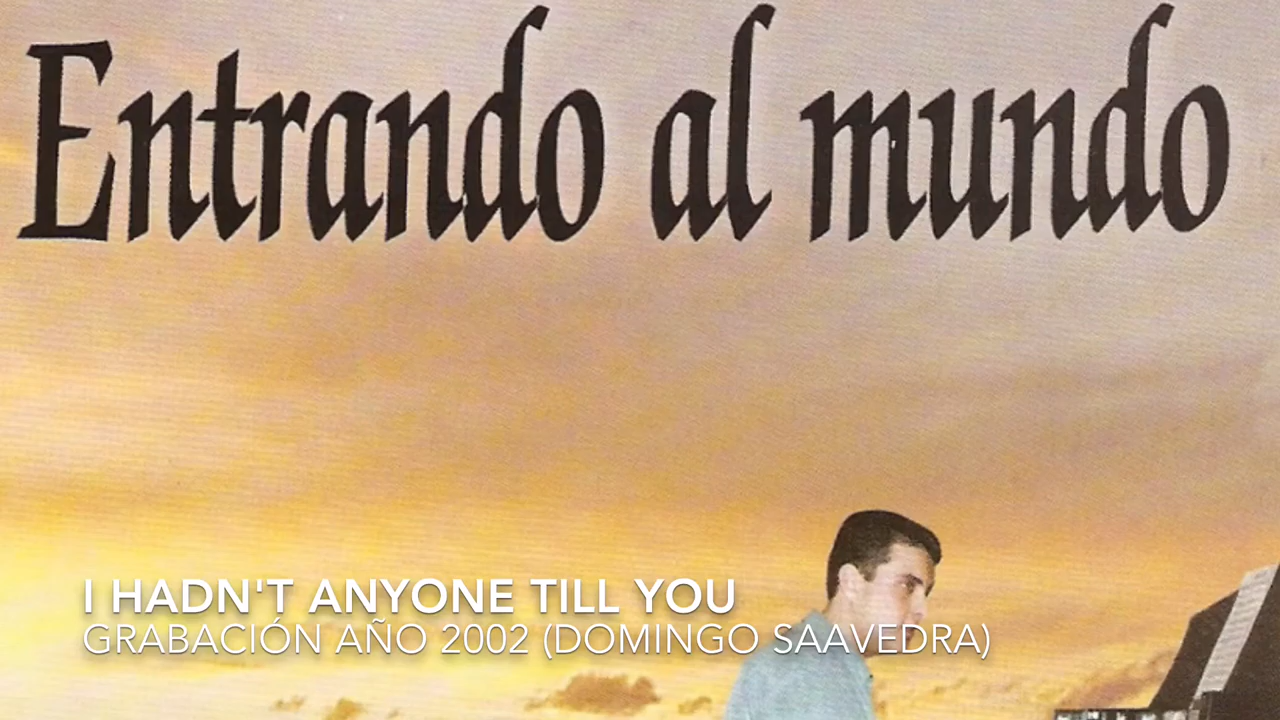 Entrando al mundo
I HADN'T ANYONE TILL YOU
GRABACIÓN AÑO 2002 (DOMINGO SAAVEDRA)